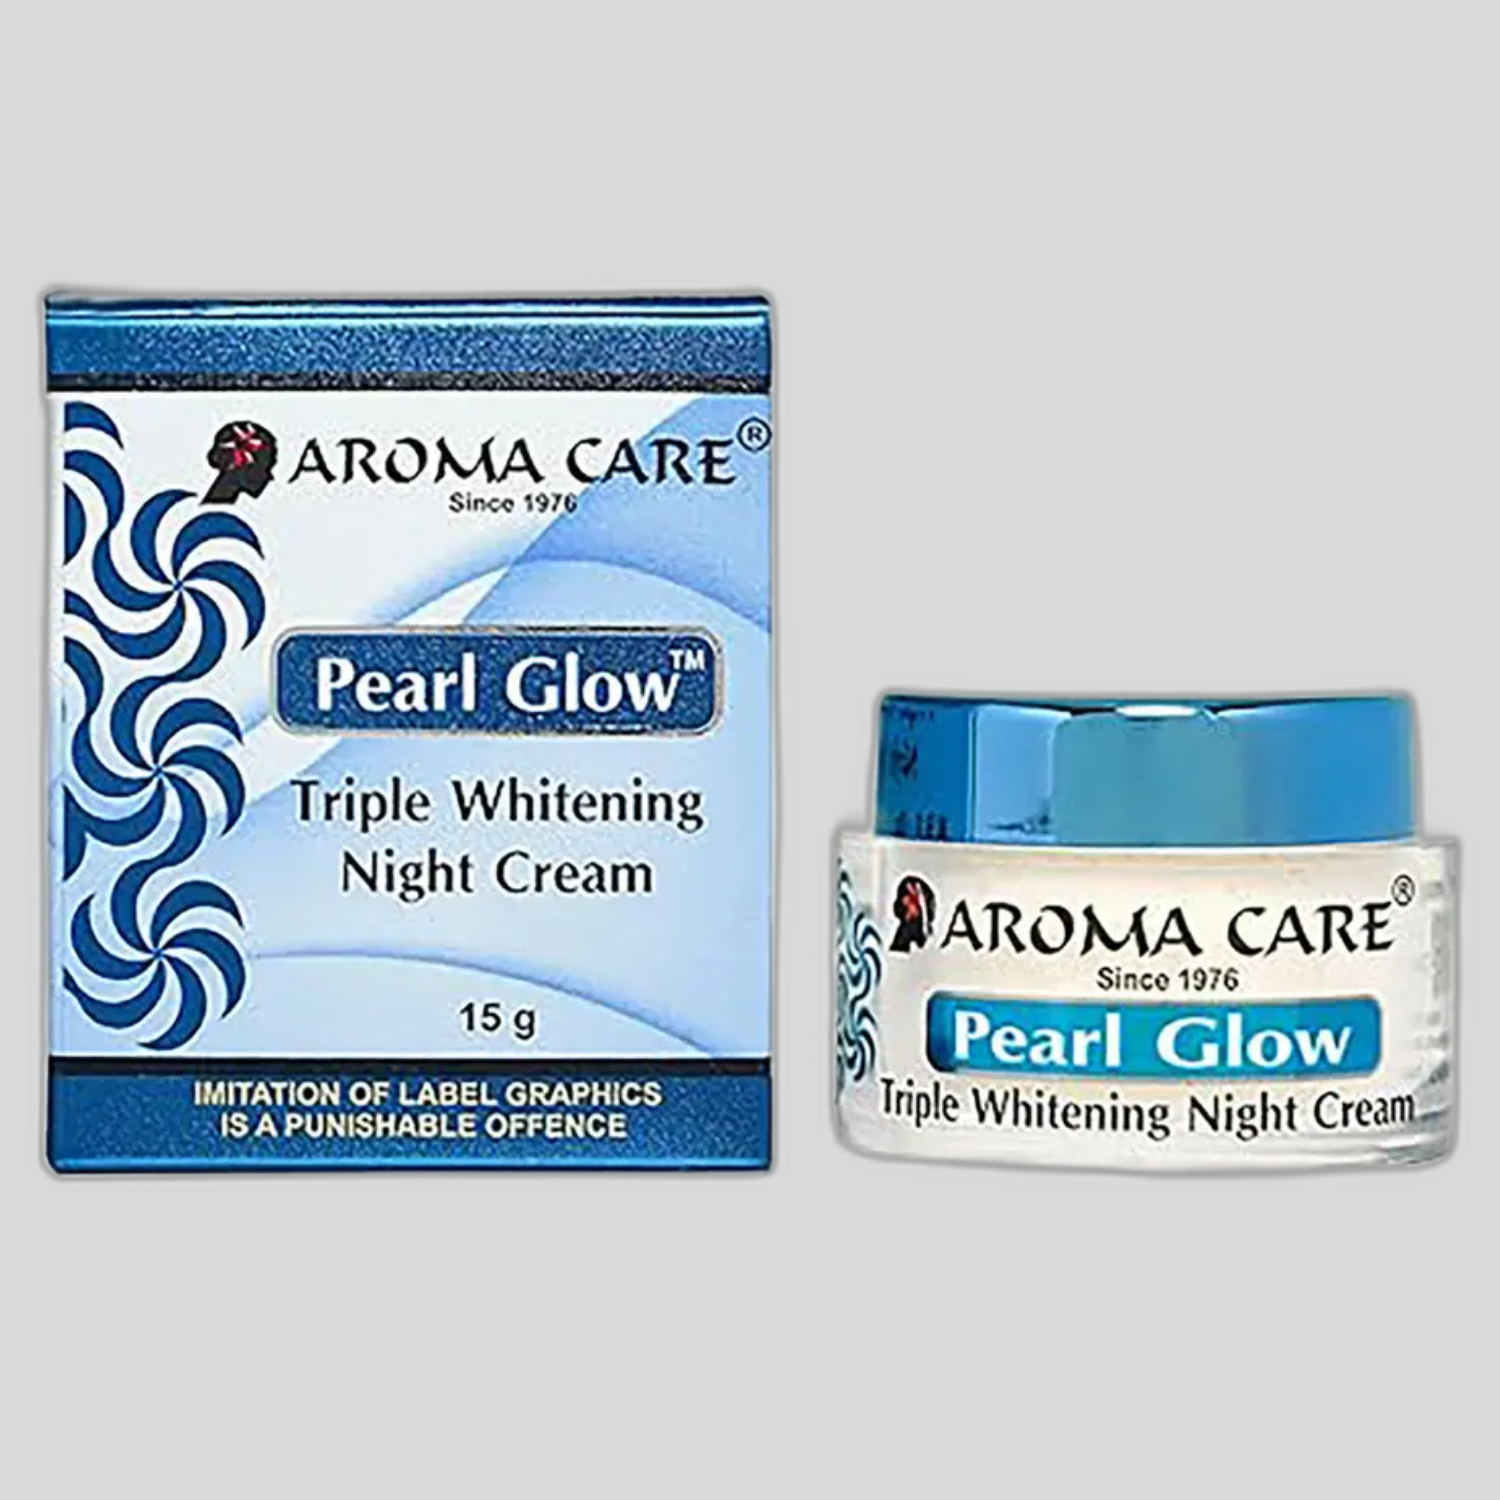 AROMA CARE®
Since 1976
Pearl Glow™
Triple Whitening
Night Cream
15 g
IMITATION OF LABEL GRAPHICS
IS A PUNISHABLE OFFENCE
AROMA CARE®
Since 1976
Pearl Glow
Triple Whitening Night Cream